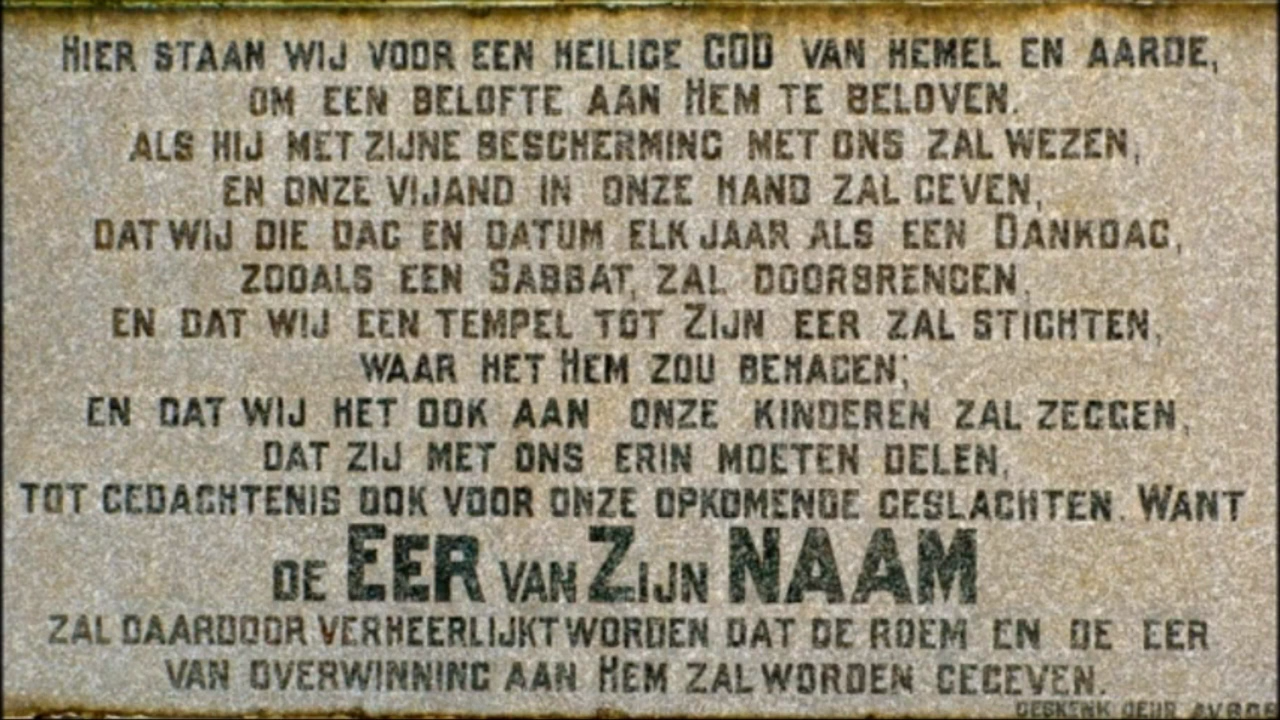 HIER STAAN WIJ VOOR EEN HEILIGE GOD VAN HEMEL EN AARDE,
OM EEN BELOFTE AAN HEM TE BELOVEN.
ALS HIJ MET ZIJNE BESCHERMING MET ONS ZAL WEZEN,
EN ONZE VIJAND IN ONZE HAND ZAL GEVEN,
DAT WIJ DIE DAG EN DATUM ELK JAAR ALS EEN DANKDAG,
ZOOALS EEN SABBAT, ZAL DOORBRENGEN,
EN DAT WIJ EEN TEMPEL TOT ZIJN EER ZAL STICHTEN,
WAAR HET HEM ZOU BEHAGEN;
EN DAT WIJ HET OOK AAN ONZE KINDEREN ZAL ZEGGEN,
DAT ZIJ MET ONS ERIN MOETEN DELEN,
TOT GEDACHTENIS OOK VOOR ONZE OPKOMENDE GESLACHTEN. WANT
DE EER VAN ZIJN NAAM
ZAL DAARDOOR VERHEERLIJKT WORDEN DAT DE ROEM EN DE EER
VAN OVERWINNING AAN HEM ZAL WORDEN GEGEVEN.
GESKENK DEUR